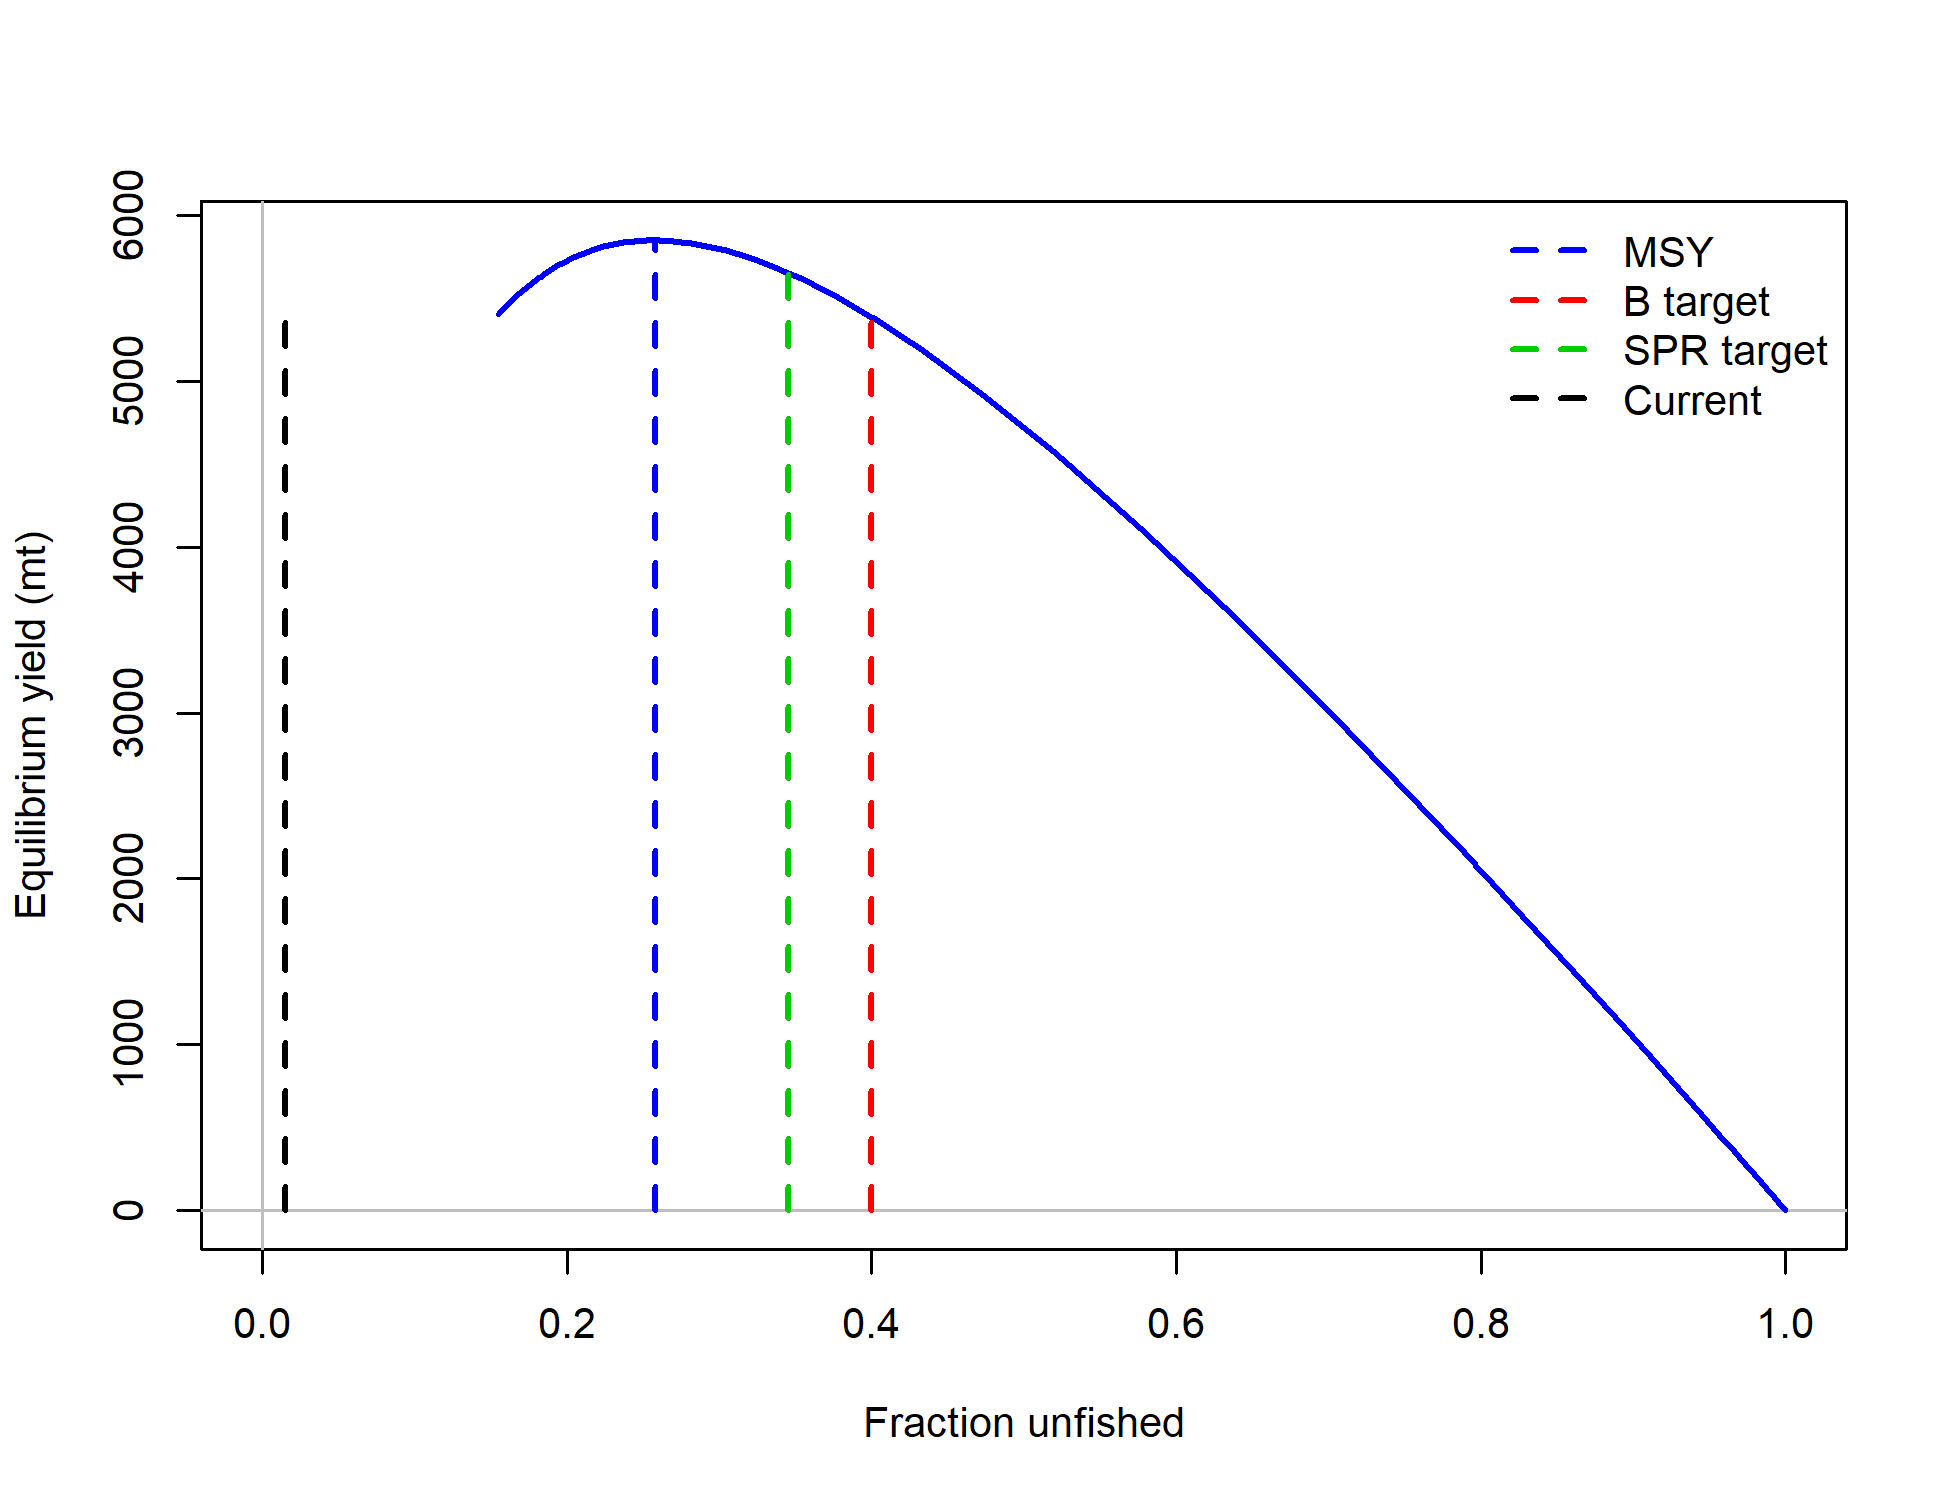 6000
5000
4000
3000
2000
1000
0
Equilibrium yield (mt)
MSY
B target
SPR target
Current
0.0 0.2 0.4 0.6 0.8 1.0
Fraction unfished